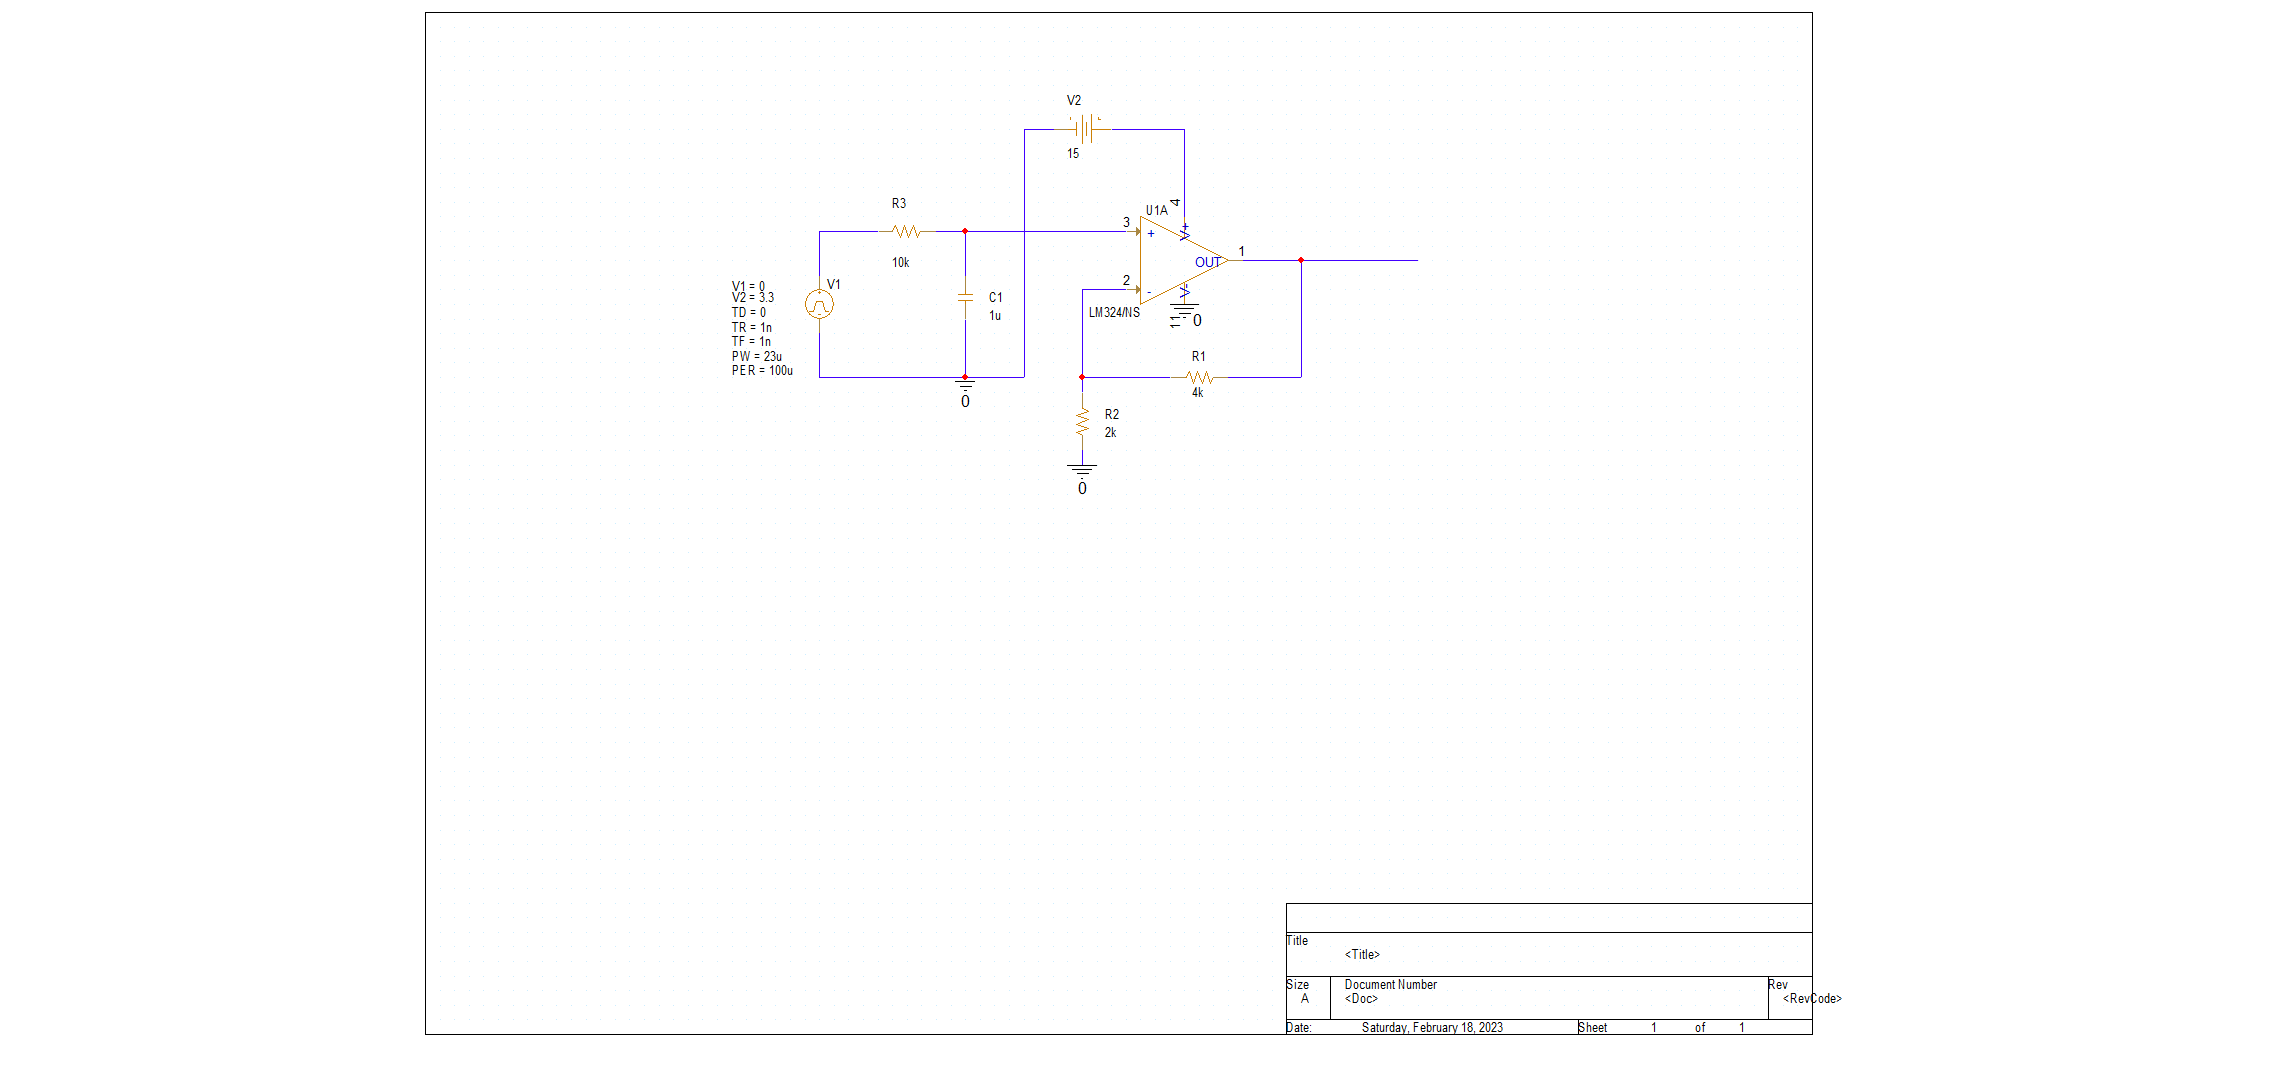 V2
15
R3
10k
U1A
4
3
+
V+
1
OUT
2
-
V-
LM324/NS
11
0
V1
V1 = 0
V2 = 3.3
TD = 0
TR = 1n
TF = 1n
PW = 23u
PER = 100u
C1
1u
0
R1
4k
R2
2k
0
Title
<Title>
Size
A
Document Number
<Doc>
Rev
<RevCode>
Date:
Saturday, February 18, 2023
Sheet 1 of 1